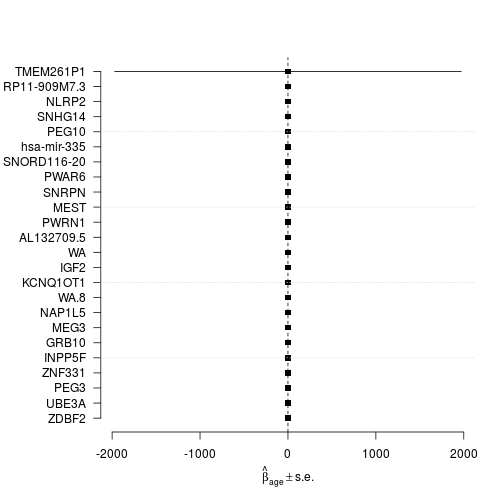 TMEM261P1
RP11-909M7.3
NLRP2
SNHG14
PEG10
hsa-mir-335
SNORD116-20
PWAR6
SNRPN
MEST
PWRN1
AL132709.5
WA
IGF2
KCNQ1OT1
WA.8
NAP1L5
MEG3
GRB10
INPP5F
ZNF331
PEG3
UBE3A
ZDBF2
-2000 -1000 0 1000 2000
β̂age ± s.e.